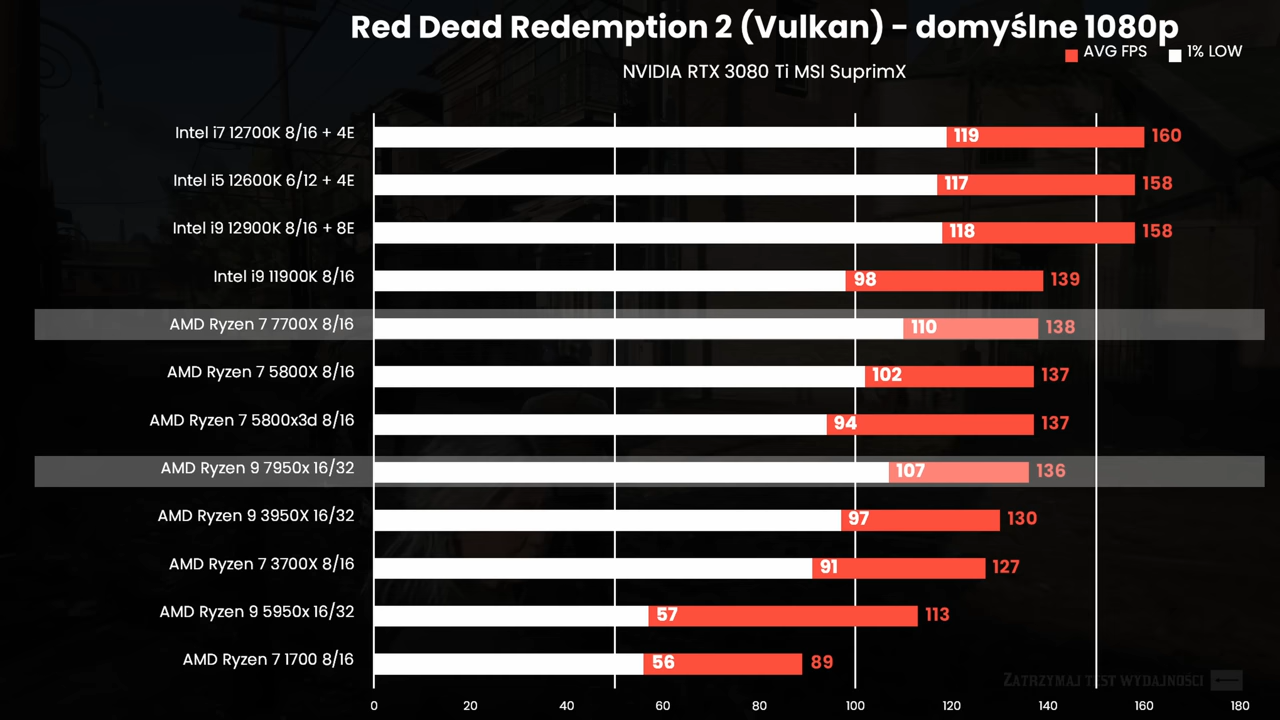 Red Dead Redemption 2 (Vulkan) - domyślne 1080p
AVG FPS 1% LOW
NVIDIA RTX 3080 Ti MSI SuprimX
Intel i7 12700K 8/16 + 4E 119 160
Intel i5 12600K 6/12 + 4E 117 158
Intel i9 12900K 8/16 + 8E 118 158
Intel i9 11900K 8/16 98 139
AMD Ryzen 7 7700X 8/16 110 138
AMD Ryzen 7 5800X 8/16 102 137
AMD Ryzen 7 5800x3d 8/16 94 137
AMD Ryzen 9 7950x 16/32 107 136
AMD Ryzen 9 3950X 16/32 97 130
AMD Ryzen 7 3700X 8/16 91 127
AMD Ryzen 9 5950x 16/32 57 113
AMD Ryzen 7 1700 8/16 56 89
ZATRZYMAJ TEST WYDAJNOŚCI
0 20 40 60 80 100 120 140 160 180